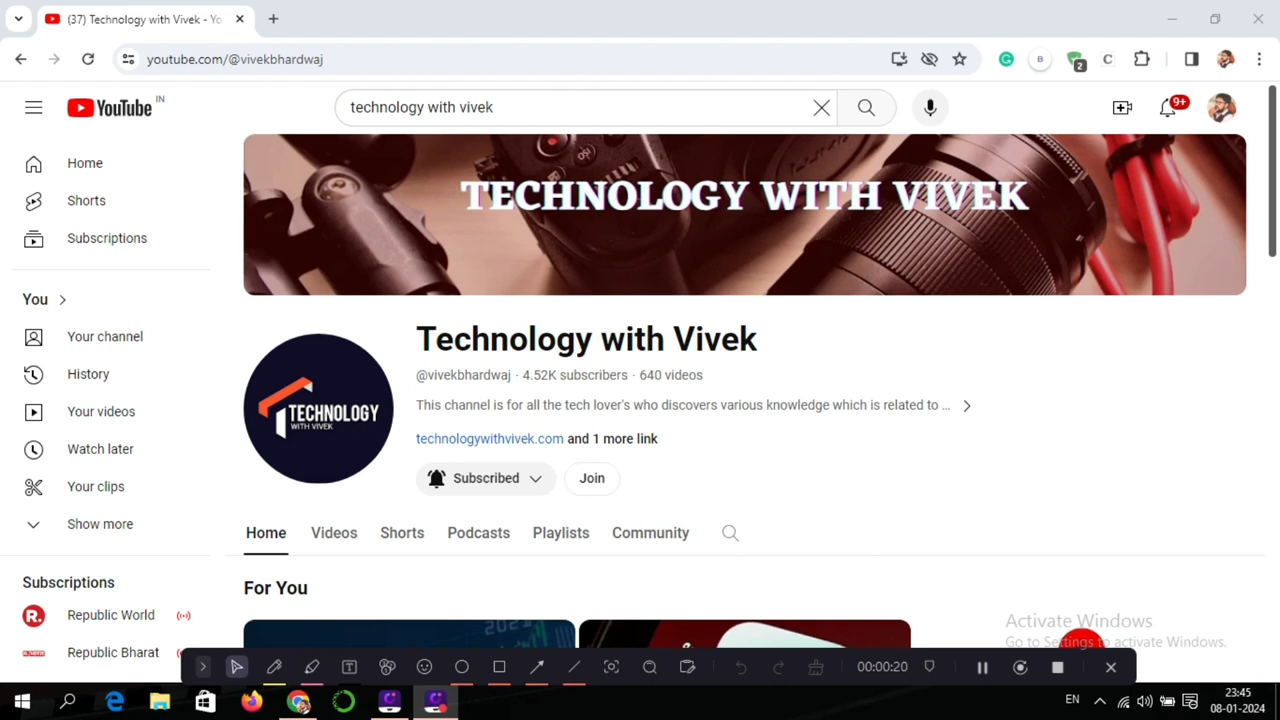 (37) Technology with Vivek - Yo
youtube.com/@vivekbhardwaj
2
YouTube IN
technology with vivek
9+
Home
Shorts
Subscriptions
You
Your channel
History
Your videos
Watch later
Your clips
Show more
Subscriptions
Republic World
Republic Bharat
TECHNOLOGY WITH VIVEK
TECHNOLOGY
WITH VIVEK
Technology with Vivek
@vivekbhardwaj · 4.52K subscribers · 640 videos
This channel is for all the tech lover's who discovers various knowledge which is related to ...
technologywithvivek.com and 1 more link
Subscribed Join
Home Videos Shorts Podcasts Playlists Community
For You
2021
Activate Windows
Go to Settings to activate Windows.
00:00:20
EN
23:45
08-01-2024